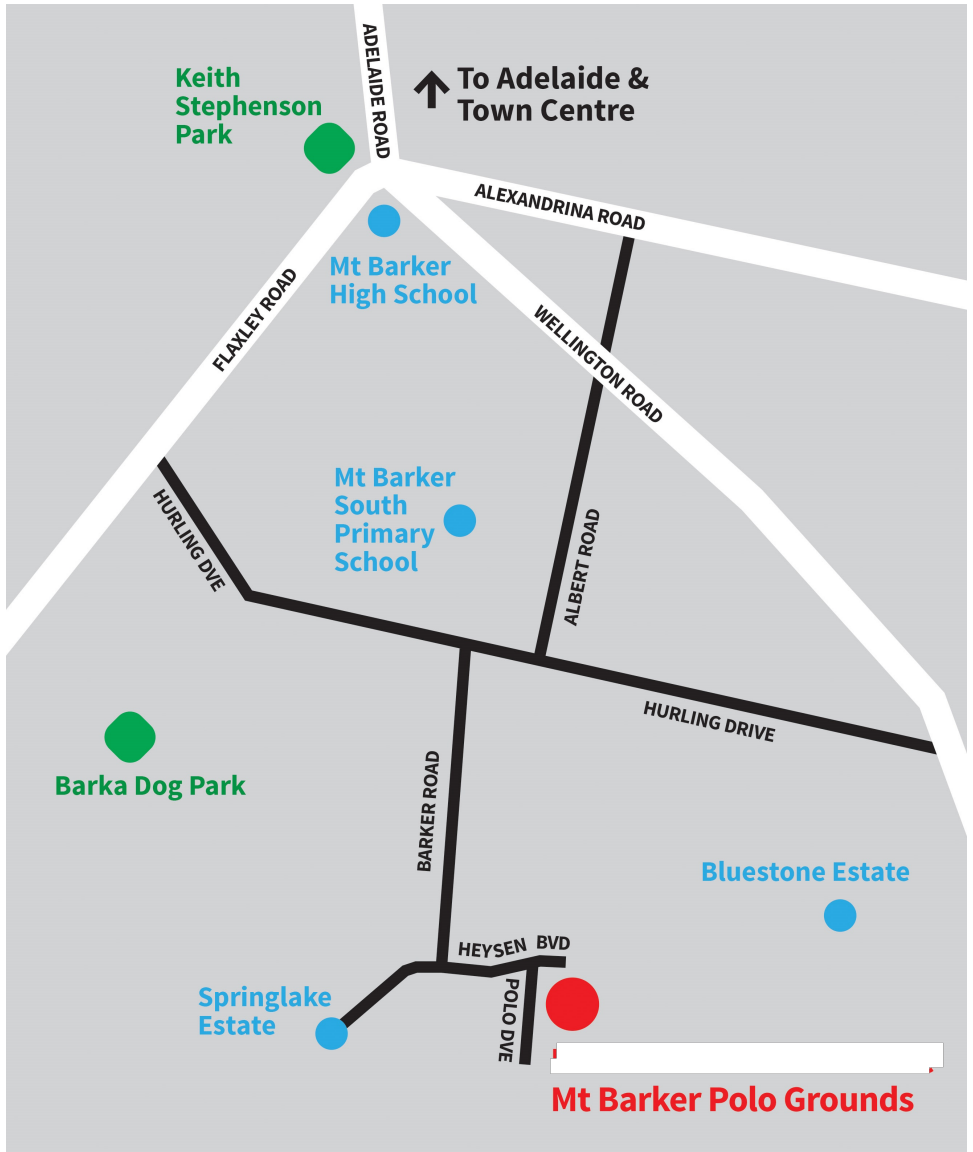 ADELAIDE ROAD
To Adelaide &
Town Centre
Keith
Stephenson
Park
ALEXANDRINA ROAD
Mt Barker
High School
FLAXLEY ROAD
WELLINGTON ROAD
Mt Barker
South
Primary
School
HURLING DVE
ALBERT ROAD
HURLING DRIVE
BARKER ROAD
Barka Dog Park
Bluestone Estate
HEYSEN BVD
POLO DVE
Springlake
Estate
Mt Barker Polo Grounds